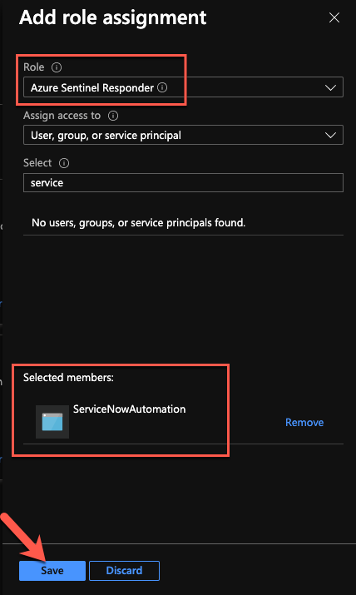 Add role assignment
Role
Azure Sentinel Responder
Assign access to
User, group, or service principal
Select
service
No users, groups, or service principals found.
Selected members:
ServiceNowAutomation
Remove
Save
Discard